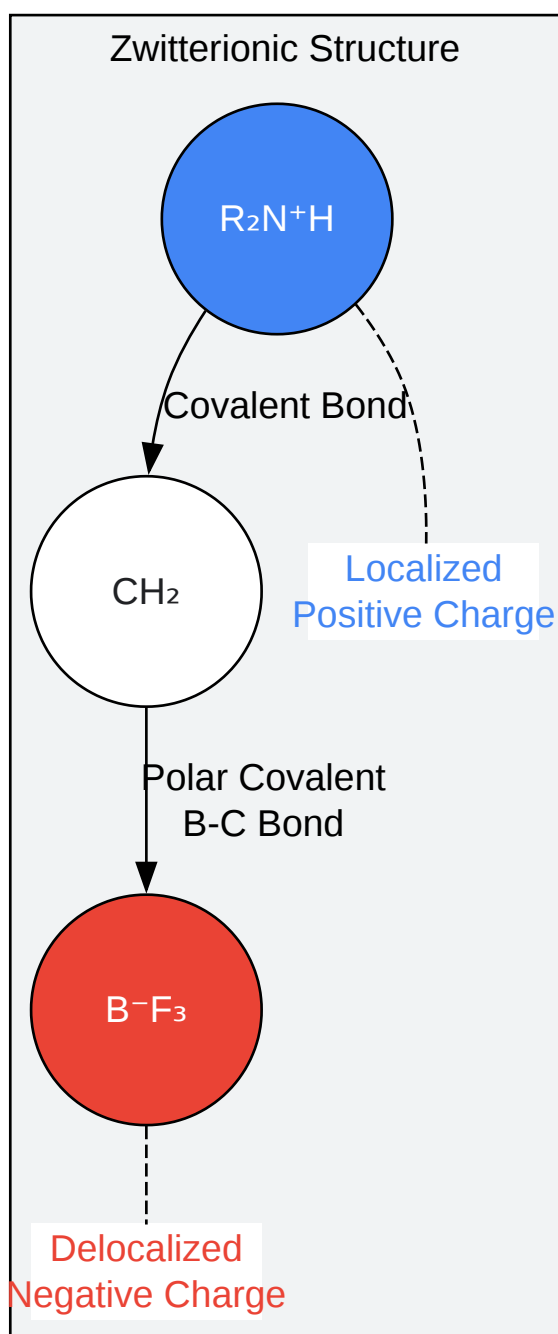 Zwitterionic Structure
R₂N⁺H
Covalent Bond
CH₂
Localized
Positive Charge
Polar Covalent
B-C Bond
B⁻F₃
Delocalized
Negative Charge